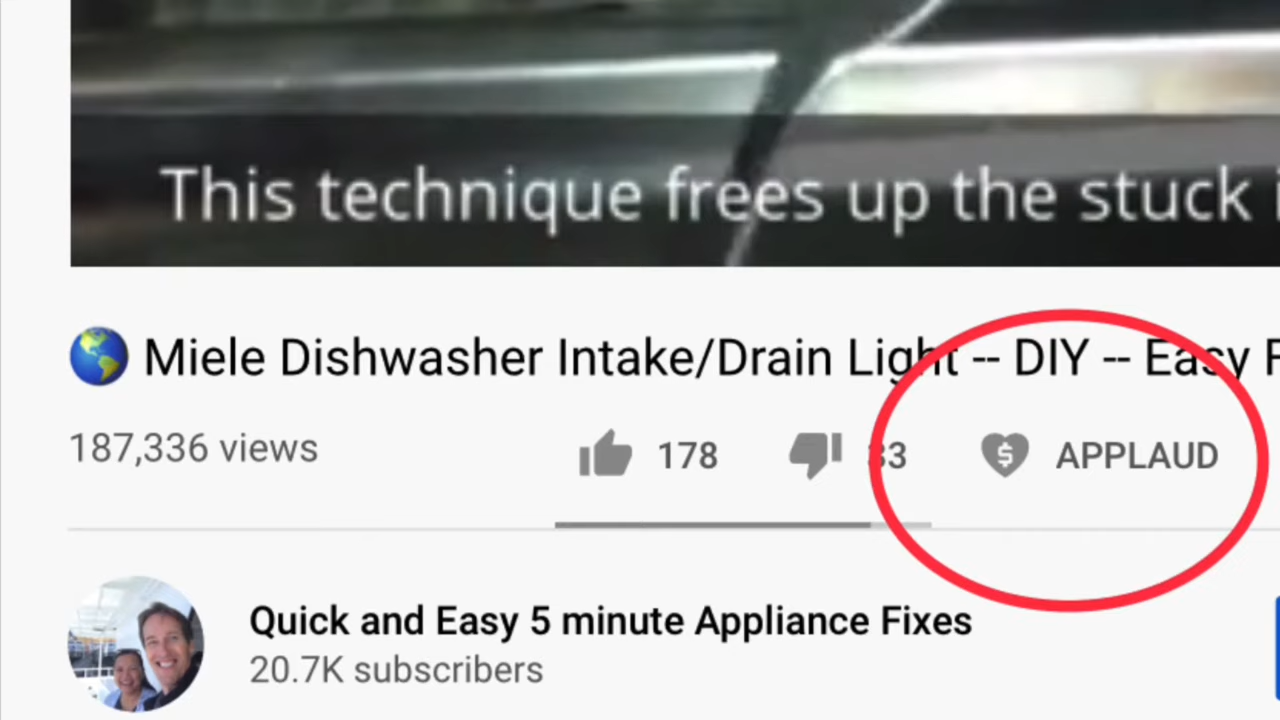 This technique frees up the stuck
Miele Dishwasher Intake/Drain Light -- DIY -- Easy
187,336 views 178 33 APPLAUD
Quick and Easy 5 minute Appliance Fixes
20.7K subscribers